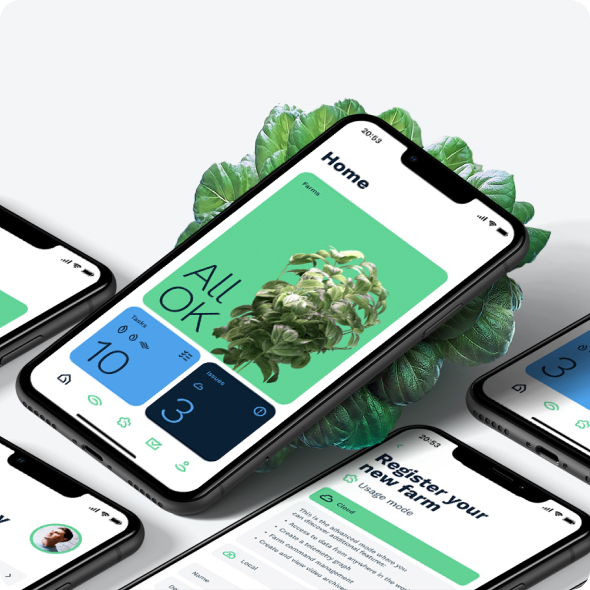 20:53
Home
Farms
All
OK
Tasks
10
Issues
3
3
20:53
Register your
new farm
Usage mode
Cloud
This is the advanced mode where you
can discover additional features:
• Access to data from anywhere in the
• Create a telemetry graph
• Farm command management
• Create and view video archives
Local
Name
y